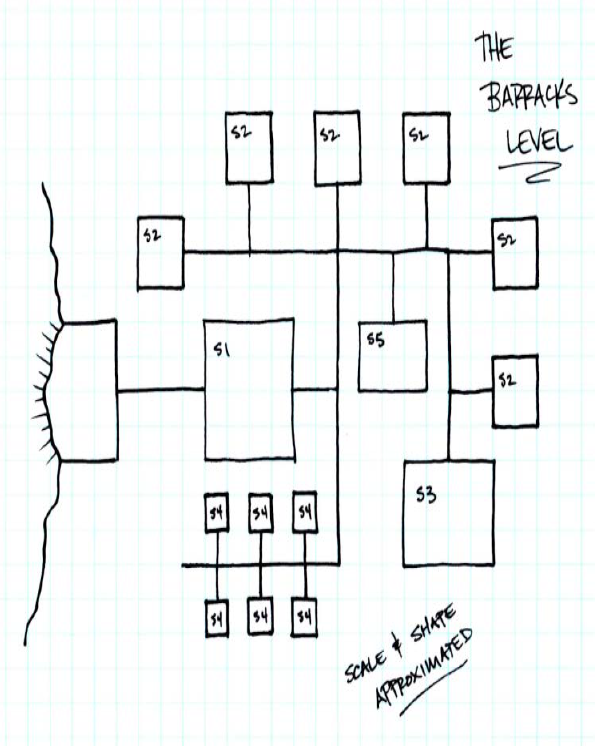 THE
BARRACKS
LEVEL
S2 S2 S2
S2 S2
S1 S5
S2
S3
S4 S4 S4
S4 S4 S4
SCALE & SHAPE
APPROXIMATED